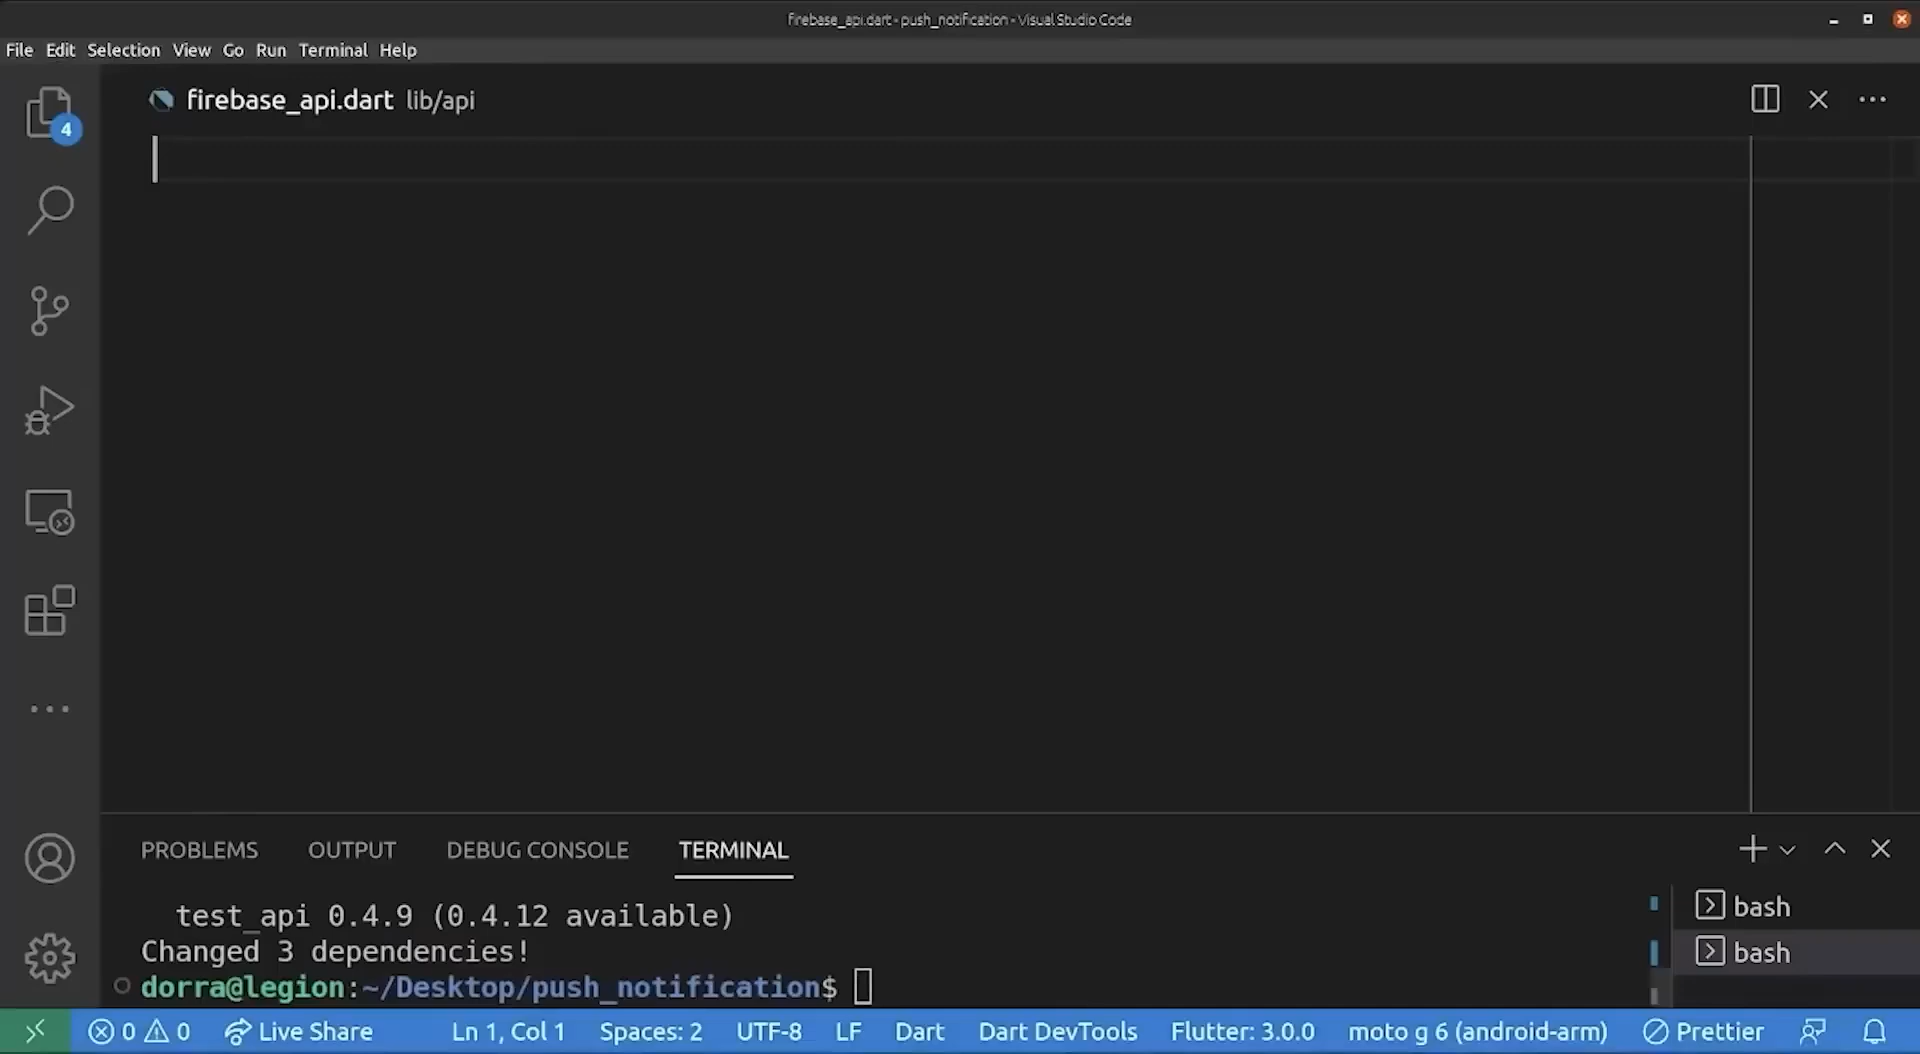 firebase_api.dart - push_notification - Visual Studio Code
File Edit Selection View Go Run Terminal Help
firebase_api.dart lib/api
4
PROBLEMS OUTPUT DEBUG CONSOLE TERMINAL
test_api 0.4.9 (0.4.12 available)
Changed 3 dependencies!
dorra@legion:~/Desktop/push_notification$
bash
bash
0 0 Live Share Ln 1, Col 1 Spaces: 2 UTF-8 LF Dart Dart DevTools Flutter: 3.0.0 moto g 6 (android-arm) Prettier